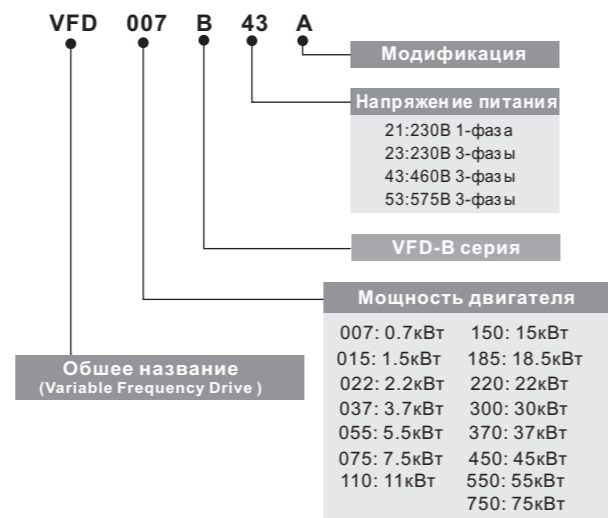 VFD 007 B 43 A
Модификация
Напряжение питания
21:230В 1-фаза
23:230В 3-фазы
43:460В 3-фазы
53:575В 3-фазы
VFD-В серия
Мощность двигателя
007: 0.7кВт 150: 15кВт
015: 1.5кВт 185: 18.5кВт
022: 2.2кВт 220: 22кВт
037: 3.7кВт 300: 30кВт
055: 5.5кВт 370: 37кВт
075: 7.5кВт 450: 45кВт
110: 11кВт 550: 55кВт
750: 75кВт
Обшее название
(Variable Frequency Drive )